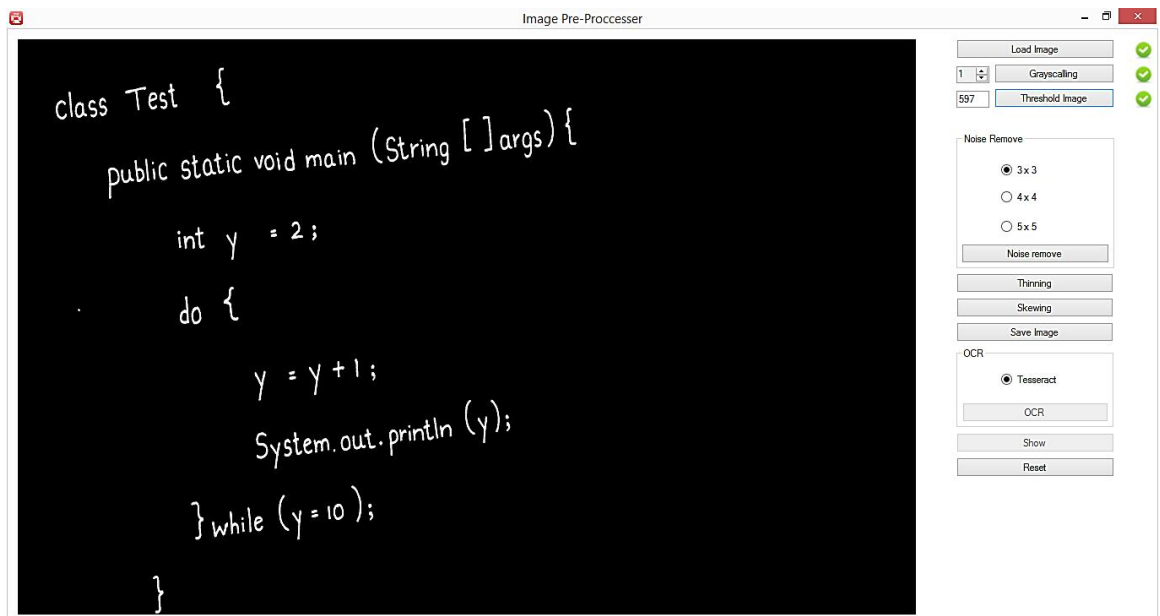 Image Pre-Proccesser
class Test {
public static void main (String [ ] args) {
int y = 2;
do {
y = y + 1;
System.out.println (y);
} while (y = 10);
}
Load Image
1 Grayscalling
597 Threshold Image
Noise Remove
3 x 3
4 x 4
5 x 5
Noise remove
Thinning
Skewing
Save Image
OCR
Tesseract
OCR
Show
Reset